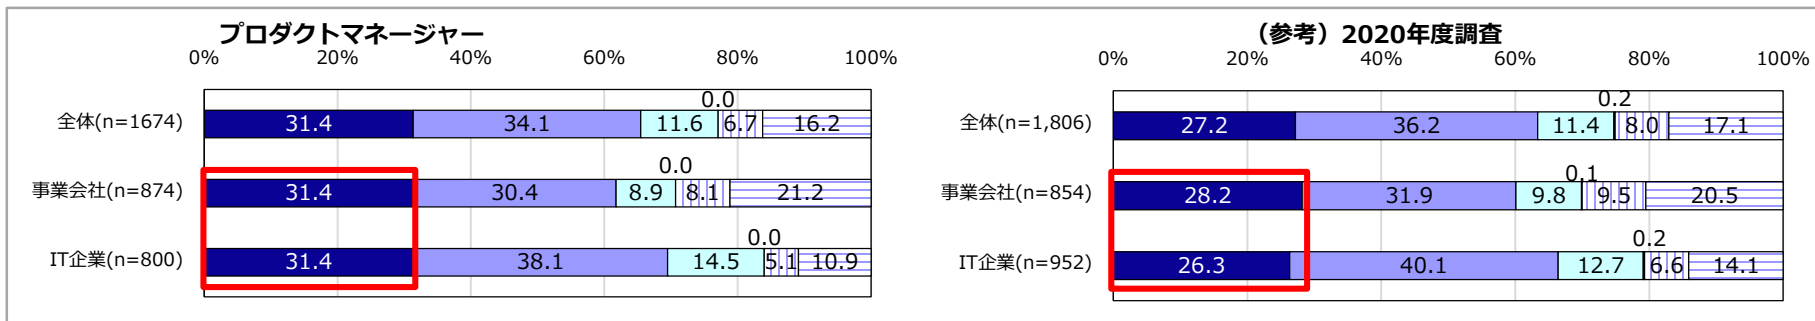 プロダクトマネージャー
0% 20% 40% 60% 80% 100%
0.0
全体(n=1674) 31.4 34.1 11.6 6.7 16.2
0.0
事業会社(n=874) 31.4 30.4 8.9 8.1 21.2
0.0
IT企業(n=800) 31.4 38.1 14.5 5.1 10.9
（参考）2020年度調査
0% 20% 40% 60% 80% 100%
0.2
全体(n=1,806) 27.2 36.2 11.4 8.0 17.1
0.1
事業会社(n=854) 28.2 31.9 9.8 9.5 20.5
0.2
IT企業(n=952) 26.3 40.1 12.7 6.6 14.1